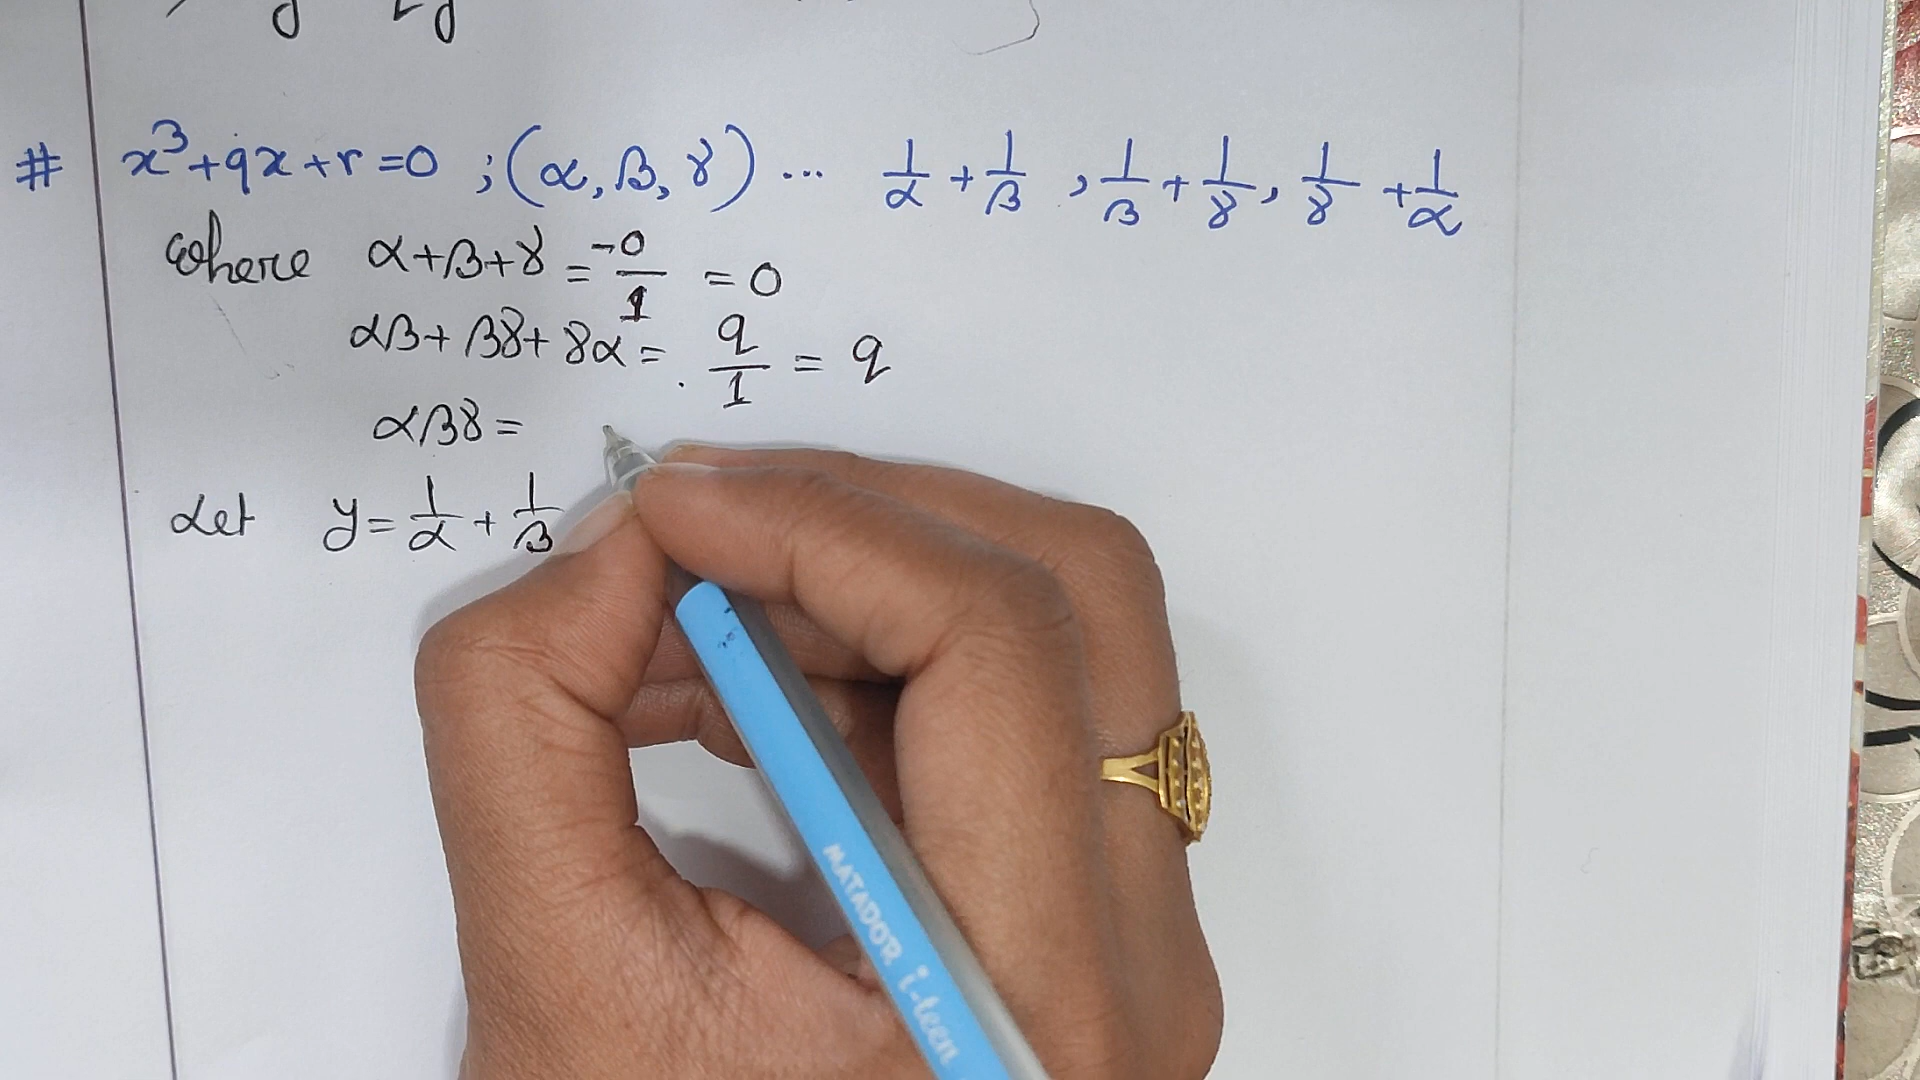 # x³+qx+r=0 ; (α, β, γ) ... 1/α + 1/β , 1/β + 1/γ , 1/γ + 1/α
where α+β+γ = -0/1 = 0
αβ+βγ+γα = q/1 = q
αβγ =
Let y = 1/α + 1/β
MATADOR i-teen